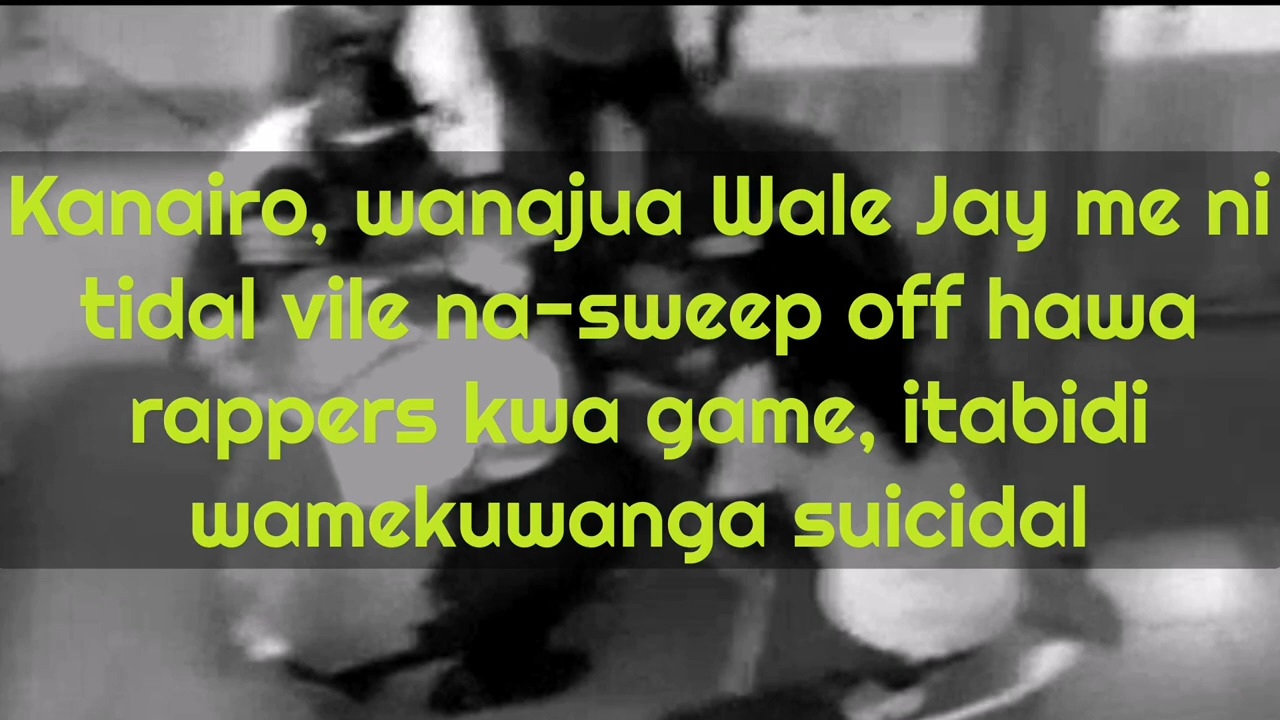 Kanairo, wanajua Wale Jay me ni
tidal vile na-sweep off hawa
rappers kwa game, itabidi
wamekuwanga suicidal